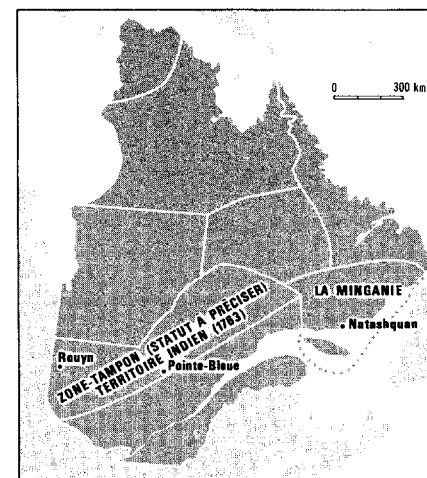 0 300 km
LA MINGANIE
Natashquan
ZONE-TAMPON (STATUT A PRÉCISER)
TERRITOIRE INDIEN (1763)
Rouyn
Pointe-Bleue